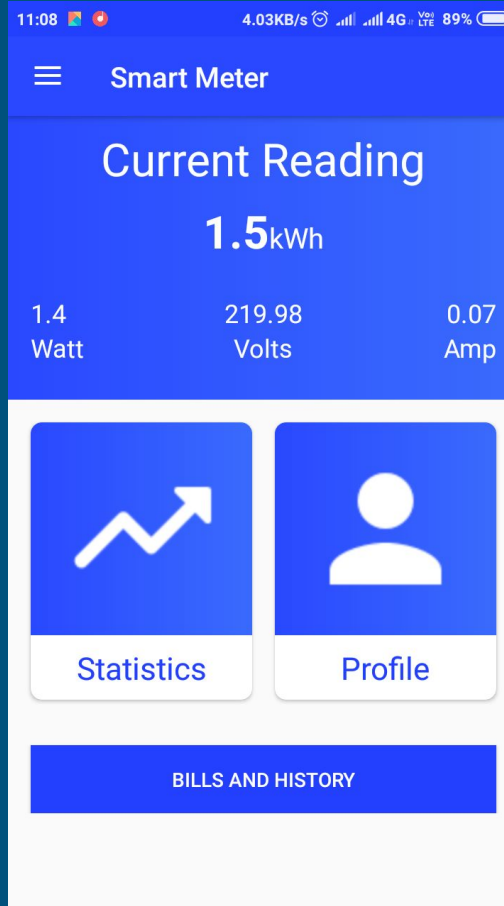 11:08 4.03KB/s 4G VoLTE 89%
Smart Meter
Current Reading
1.5kWh
1.4 219.98 0.07
Watt Volts Amp
Statistics Profile
BILLS AND HISTORY